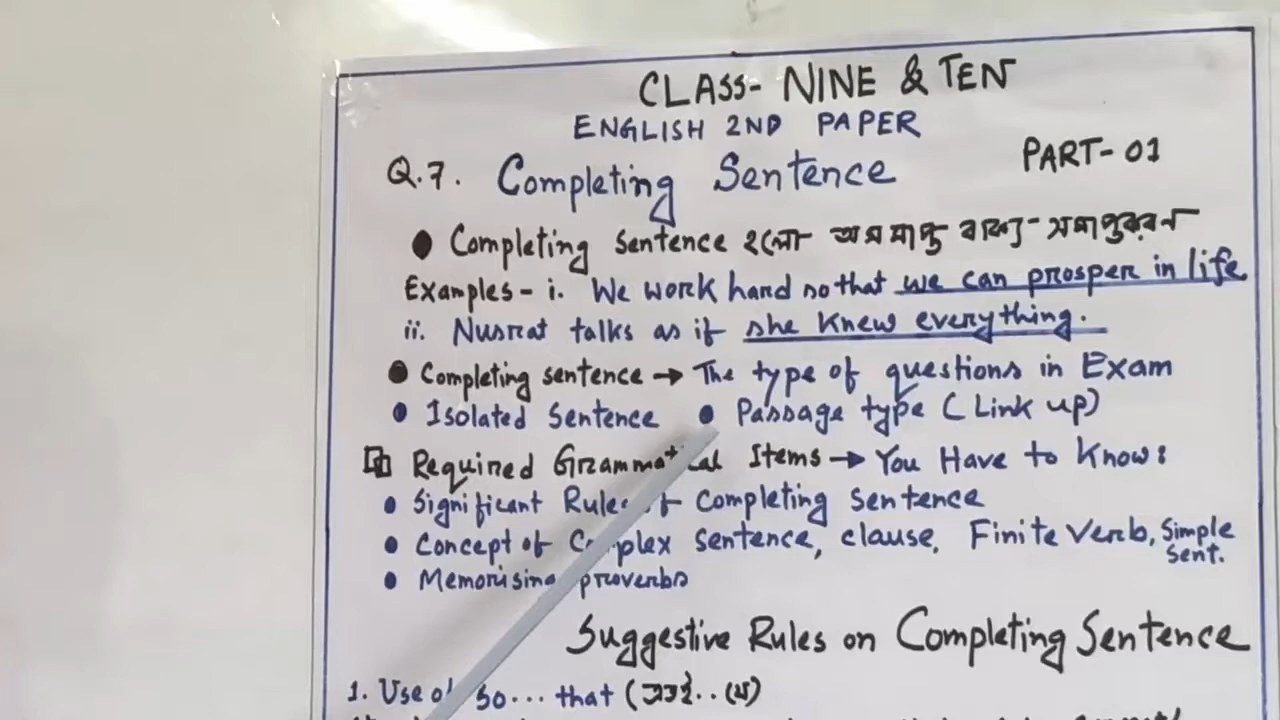 CLASS- NINE & TEN
ENGLISH 2ND PAPER
PART-01
Q.7. Completing Sentence
● Completing sentence হলো অসমাপ্ত বাক্য সমাপ্তকরন
Examples - i. We work hard so that we can prosper in life
ii. Nusrat talks as if she knew everything.
● Completing sentence → The type of questions in Exam
● Isolated Sentence ● Passage type (Link up)
Required Grammatical Items → You Have to Know:
● Significant Rules of Completing Sentence
● Concept of Complex sentence, clause, Finite Verb, Simple Sent.
● Memorising proverbs
Suggestive Rules on Completing Sentence
1. Use of so... that (এতই.. যে)